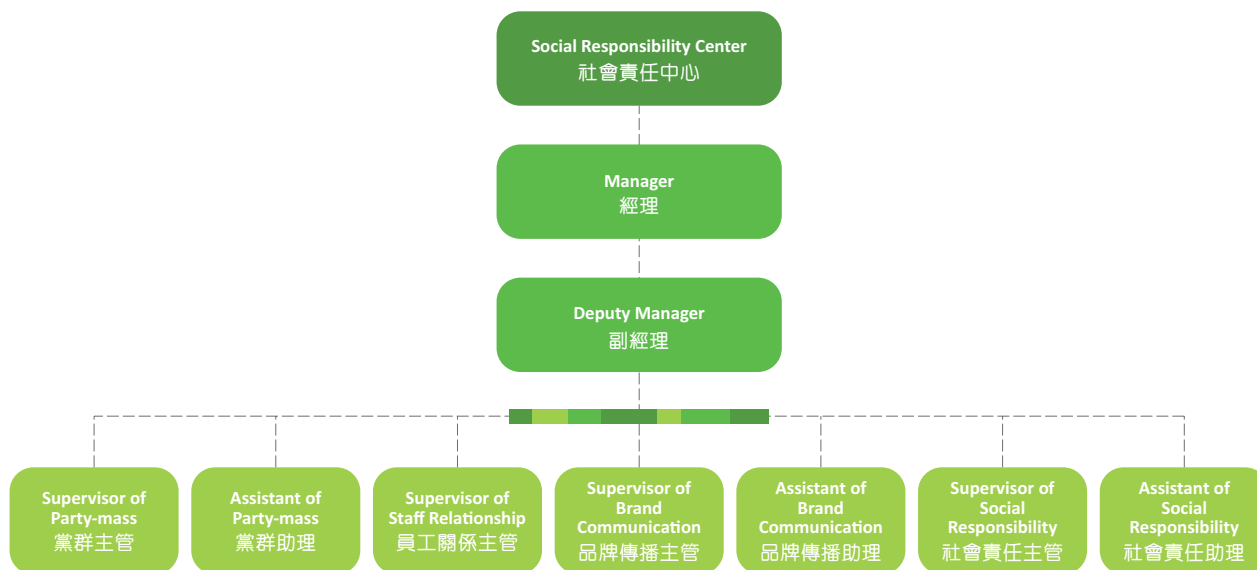 Social Responsibility Center
社會責任中心
Manager
經理
Deputy Manager
副經理
Supervisor of
Party-mass
黨群主管
Assistant of
Party-mass
黨群助理
Supervisor of
Staff Relationship
員工關係主管
Supervisor of
Brand
Communication
品牌傳播主管
Assistant of
Brand
Communication
品牌傳播助理
Supervisor of
Social
Responsibility
社會責任主管
Assistant of
Social
Responsibility
社會責任助理